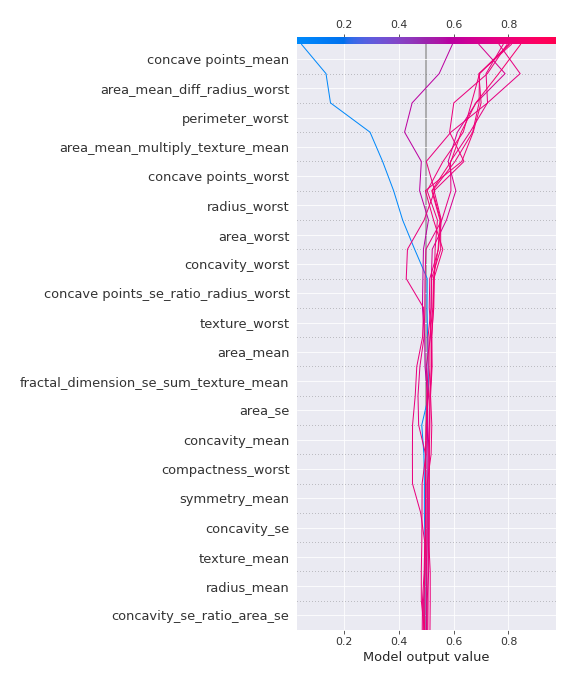 0.2 0.4 0.6 0.8
concave points_mean
area_mean_diff_radius_worst
perimeter_worst
area_mean_multiply_texture_mean
concave points_worst
radius_worst
area_worst
concavity_worst
concave points_se_ratio_radius_worst
texture_worst
area_mean
fractal_dimension_se_sum_texture_mean
area_se
concavity_mean
compactness_worst
symmetry_mean
concavity_se
texture_mean
radius_mean
concavity_se_ratio_area_se
0.2 0.4 0.6 0.8
Model output value